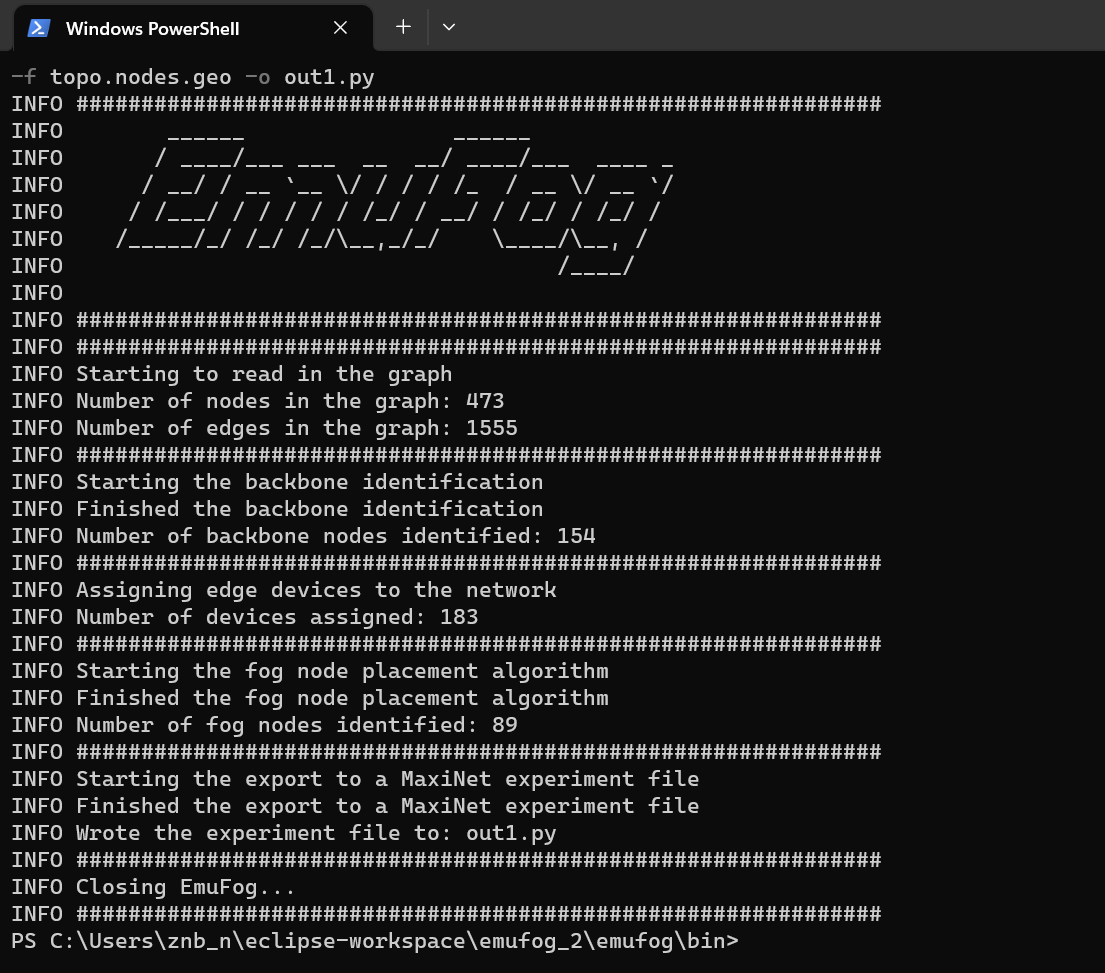 Windows PowerShell
-f topo.nodes.geo -o out1.py
INFO ##############################################################
INFO        ______                ______
INFO       / ____/___ ___  __  __/ ____/___  ____ _
INFO      / __/ / __ `__ \/ / / / /_  / __ \/ __ `/
INFO     / /___/ / / / / / /_/ / __/ / /_/ / /_/ /
INFO    /_____/_/ /_/ /_/\__,_/_/    \____/\__, /
INFO                                      /____/
INFO
INFO ##############################################################
INFO ##############################################################
INFO Starting to read in the graph
INFO Number of nodes in the graph: 473
INFO Number of edges in the graph: 1555
INFO ##############################################################
INFO Starting the backbone identification
INFO Finished the backbone identification
INFO Number of backbone nodes identified: 154
INFO ##############################################################
INFO Assigning edge devices to the network
INFO Number of devices assigned: 183
INFO ##############################################################
INFO Starting the fog node placement algorithm
INFO Finished the fog node placement algorithm
INFO Number of fog nodes identified: 89
INFO ##############################################################
INFO Starting the export to a MaxiNet experiment file
INFO Finished the export to a MaxiNet experiment file
INFO Wrote the experiment file to: out1.py
INFO ##############################################################
INFO Closing EmuFog...
INFO ##############################################################
PS C:\Users\znb_n\eclipse-workspace\emufog_2\emufog\bin>